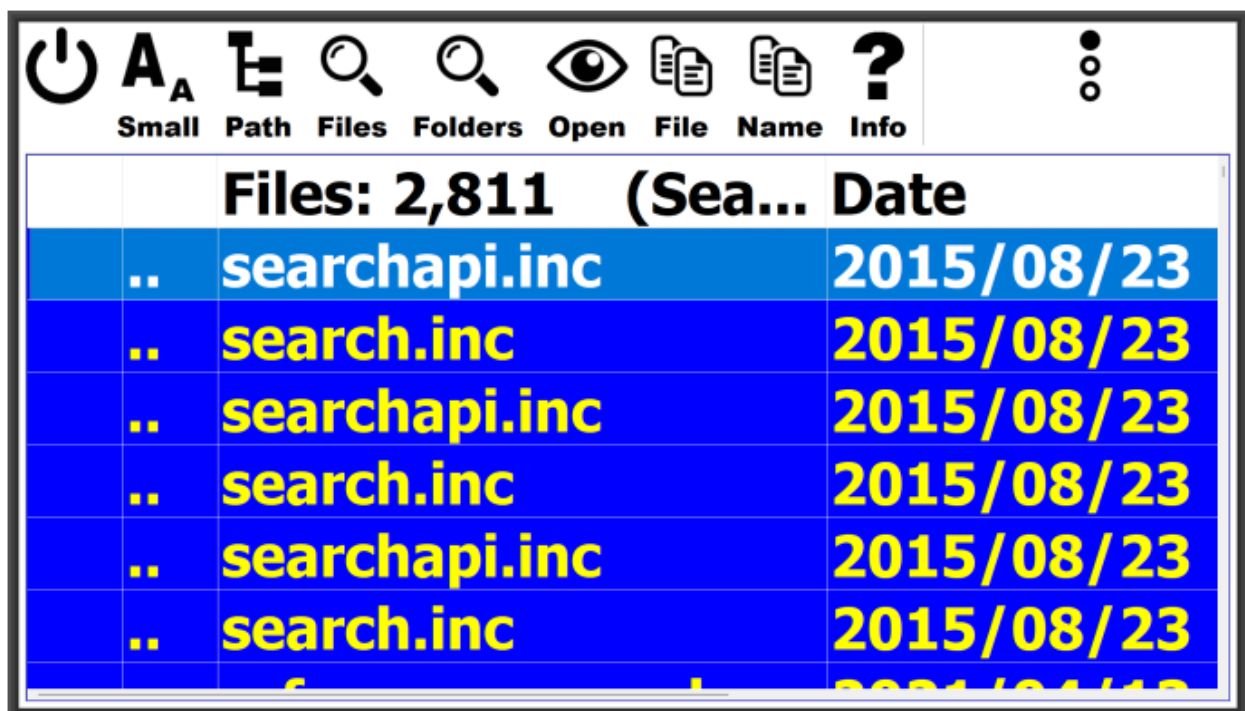 A A
Small Path Files Folders Open File Name ? Info
Files: 2,811 (Sea... Date
.. searchapi.inc 2015/08/23
.. search.inc 2015/08/23
.. searchapi.inc 2015/08/23
.. search.inc 2015/08/23
.. searchapi.inc 2015/08/23
.. search.inc 2015/08/23